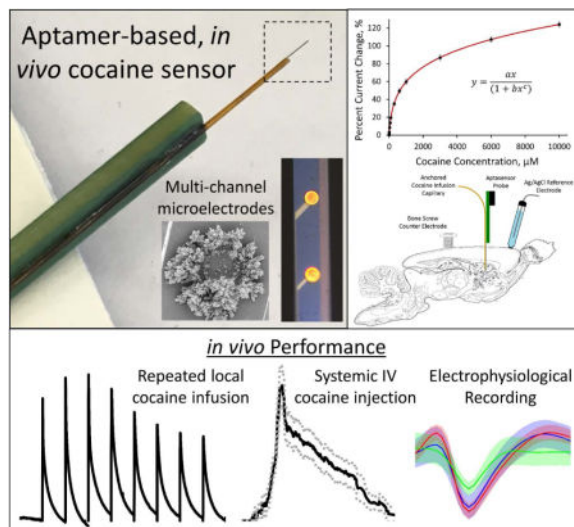 Aptamer-based, in
vivo cocaine sensor
Multi-channel
microelectrodes
Percent Current Change, %
120
100
80
60
40
20
0
0
2000
4000
6000
8000
10000
Cocaine Concentration, μM
y = ax
(1 + bx^c)
Anchored
Cocaine Infusion
Capillary
Aptasensor
Probe
Ag/AgCl Reference
Electrode
Bone Screw
Counter Electrode
in vivo Performance
Repeated local
cocaine infusion
Systemic IV
cocaine injection
Electrophysiological
Recording